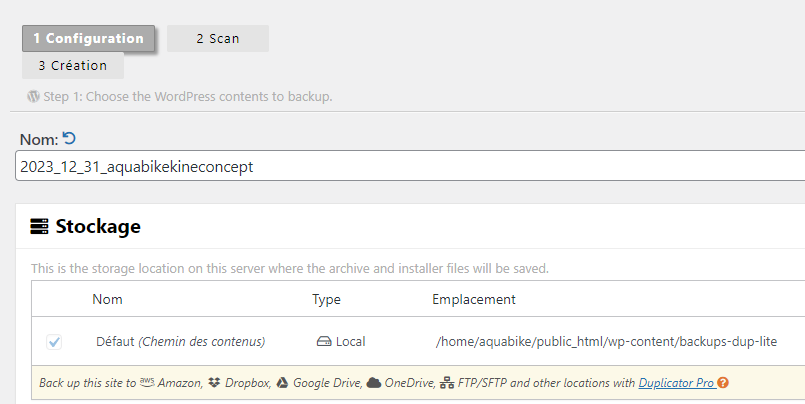 1 Configuration
2 Scan
3 Création
Step 1: Choose the WordPress contents to backup.
Nom:
2023_12_31_aquabikekineconcept
Stockage
This is the storage location on this server where the archive and installer files will be saved.
Nom Type Emplacement
Défaut (Chemin des contenus) Local /home/aquabike/public_html/wp-content/backups-dup-lite
Back up this site to aws Amazon, Dropbox, Google Drive, OneDrive, FTP/SFTP and other locations with Duplicator Pro ?